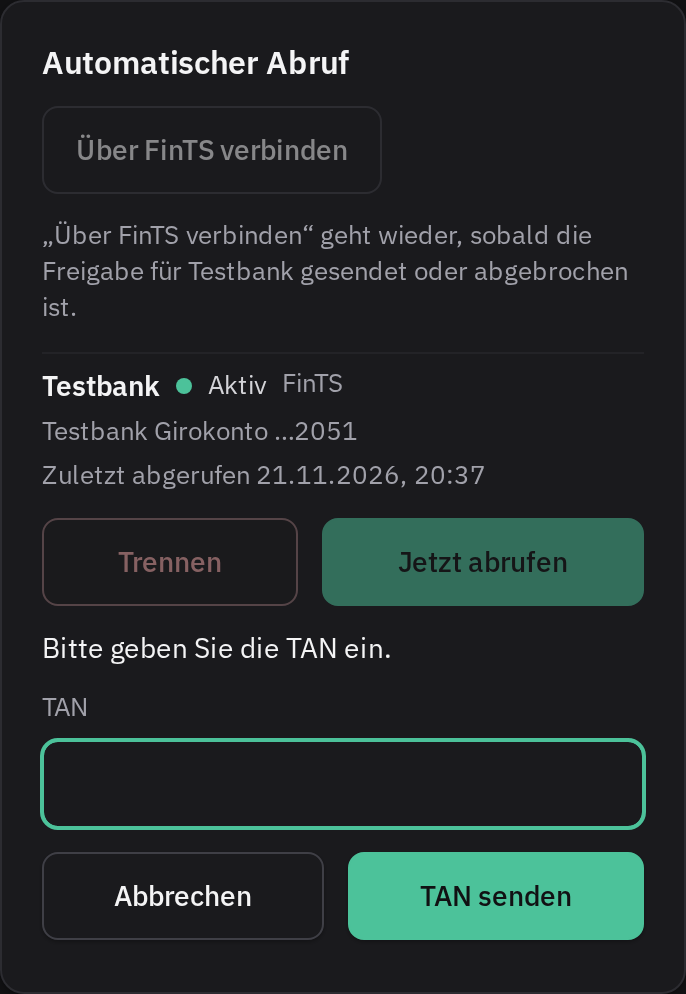 Automatischer Abruf
Über FinTS verbinden
„Über FinTS verbinden“ geht wieder, sobald die
Freigabe für Testbank gesendet oder abgebrochen
ist.
Testbank Aktiv FinTS
Testbank Girokonto …2051
Zuletzt abgerufen 21.11.2026, 20:37
Trennen Jetzt abrufen
Bitte geben Sie die TAN ein.
TAN
Abbrechen TAN senden